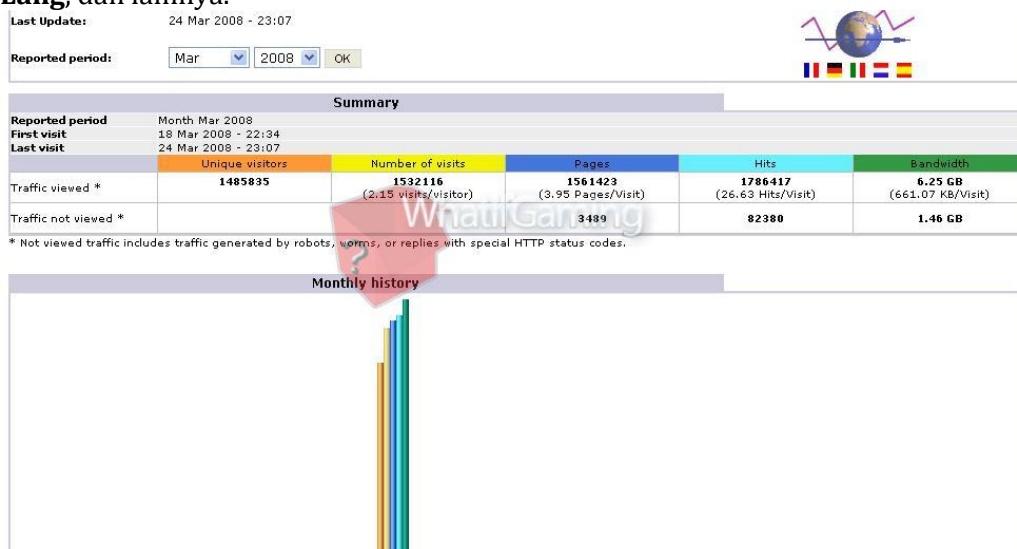 Lang, dan lainnya.
Last Update: 24 Mar 2008 - 23:07
Reported period: Mar 2008 OK
Summary
Reported period Month Mar 2008
First visit 18 Mar 2008 - 22:34
Last visit 24 Mar 2008 - 23:07
Unique visitors Number of visits Pages Hits Bandwidth
Traffic viewed * 1485835 1532116 (2.15 visits/visitor) 1561423 (3.95 Pages/Visit) 1786417 (26.63 Hits/Visit) 6.25 GB (661.07 KB/Visit)
WhatIfGaming
Traffic not viewed * 3489 82380 1.46 GB
* Not viewed traffic includes traffic generated by robots, worms, or replies with special HTTP status codes.
?
Monthly history